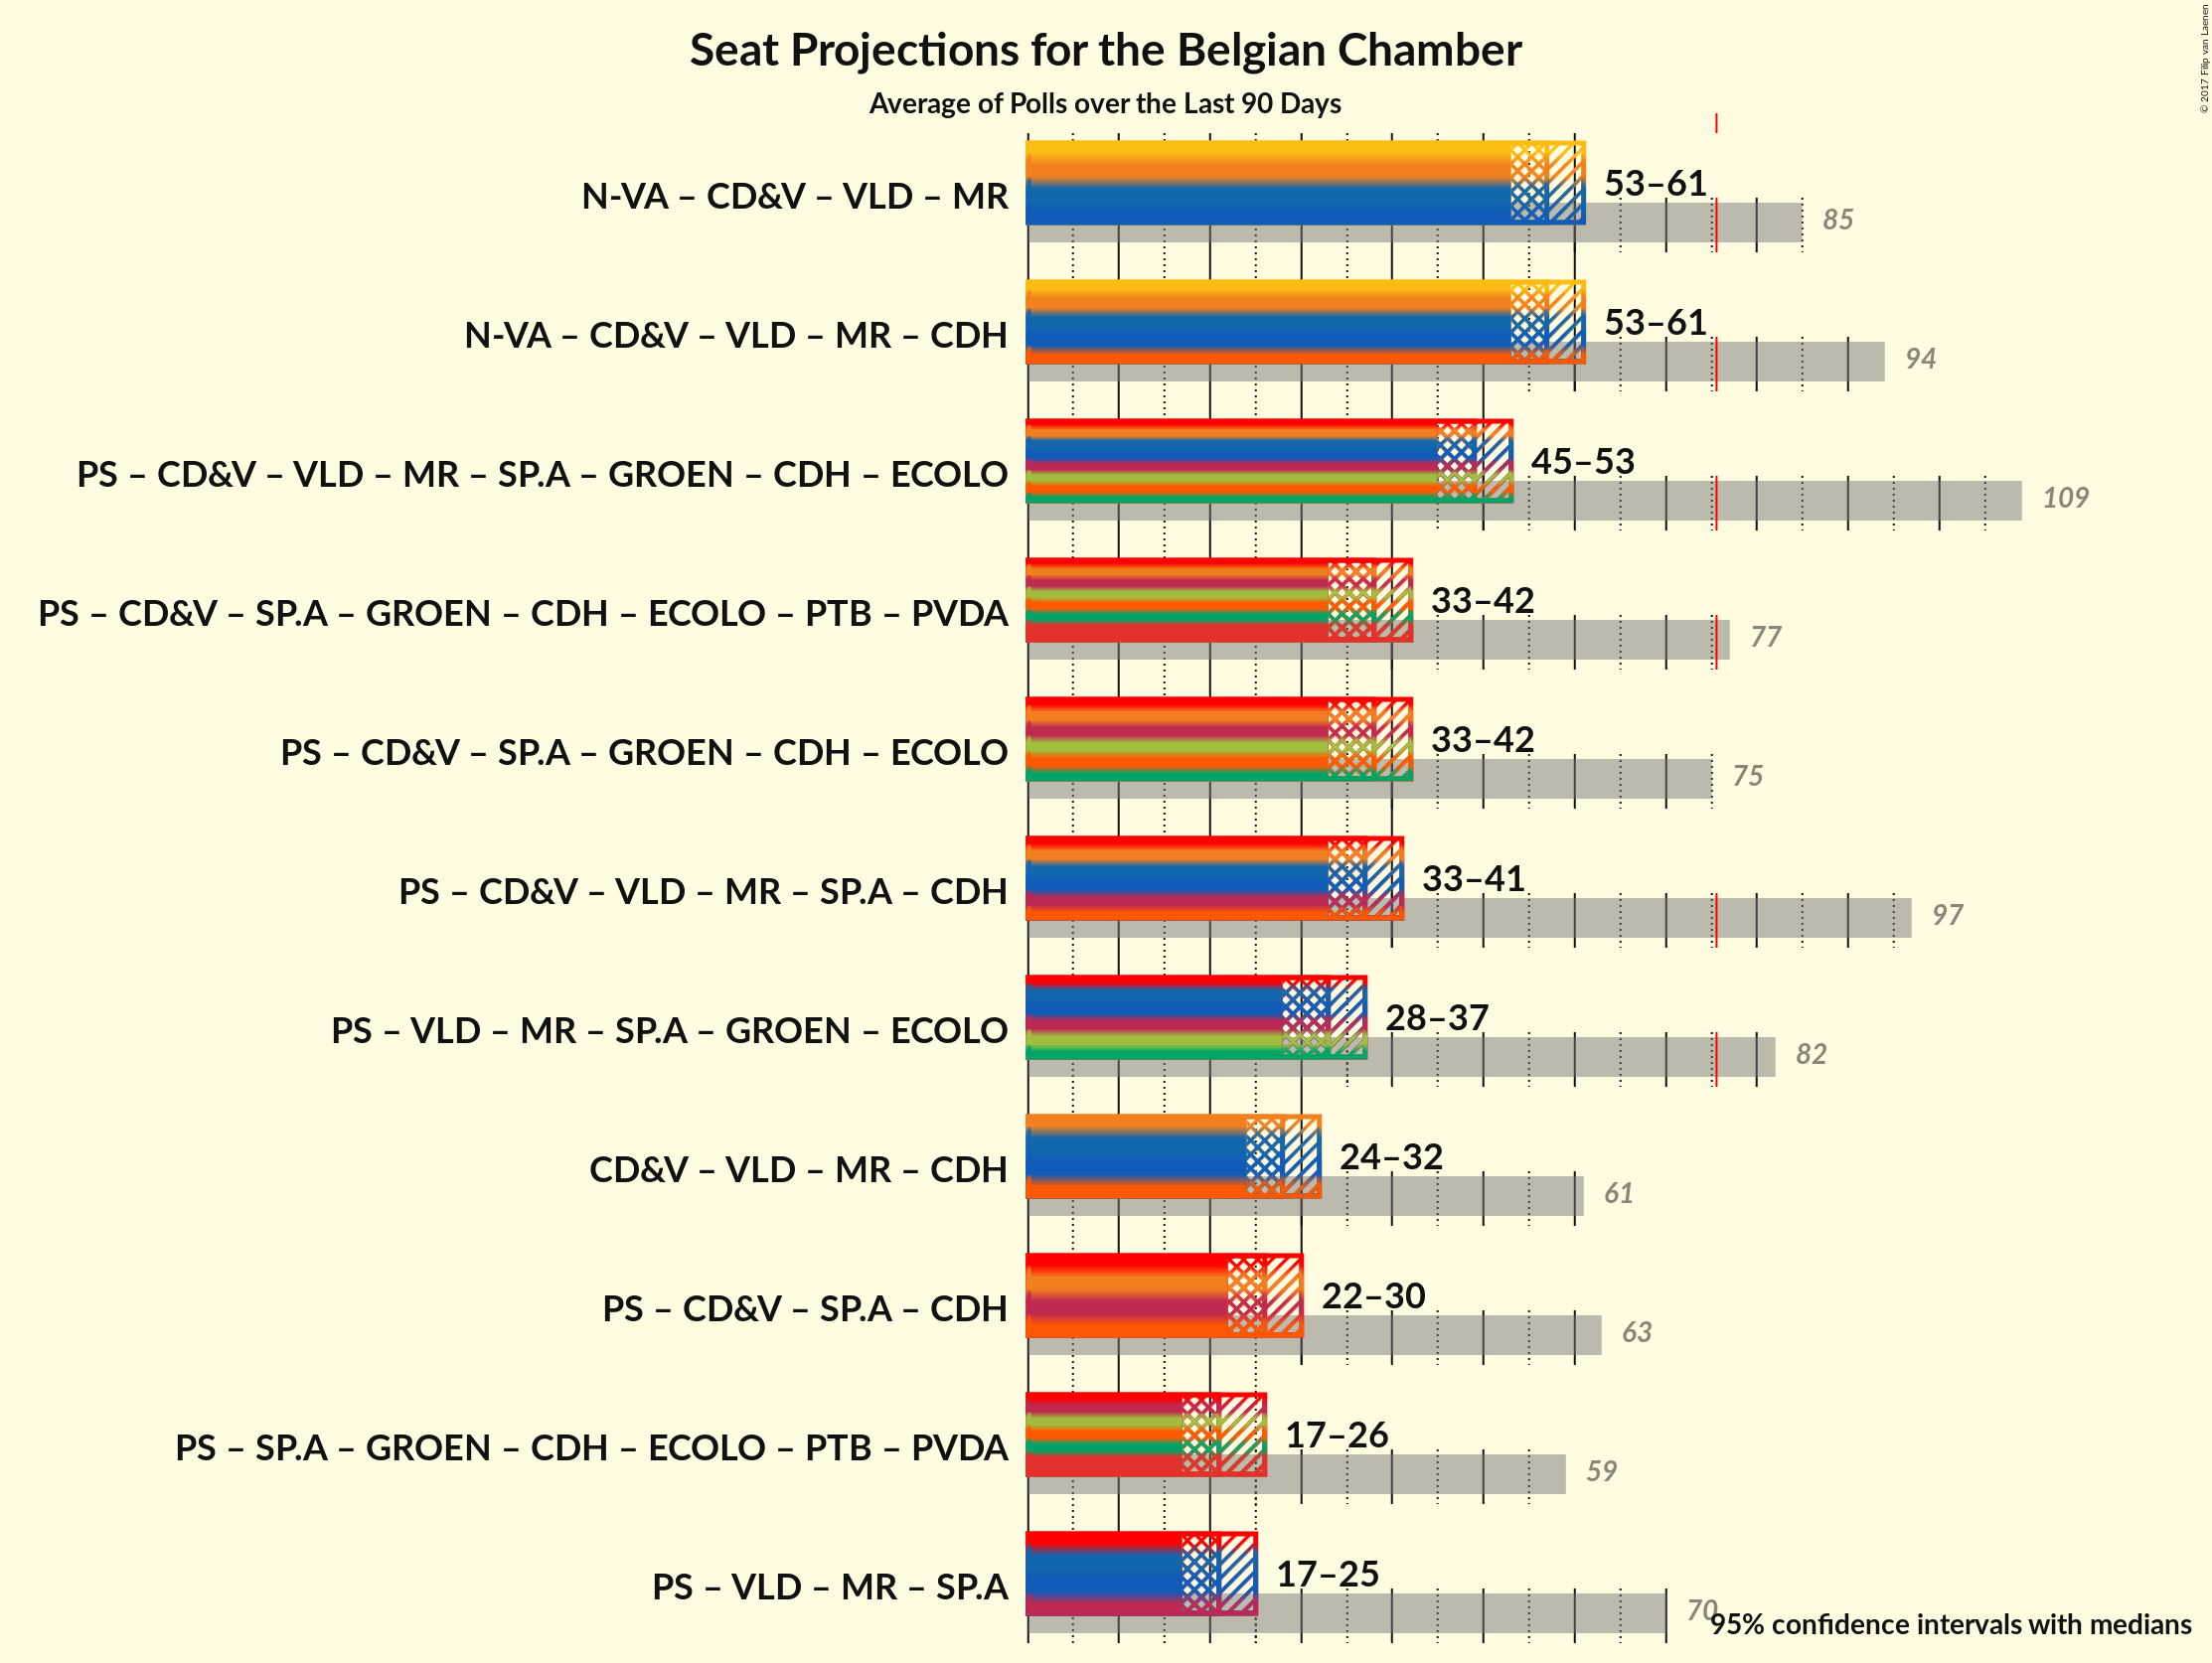 Seat Projections for the Belgian Chamber
Average of Polls over the Last 90 Days
© 2017 Filip van Laenen
N-VA – CD&V – VLD – MR
53–61
85
N-VA – CD&V – VLD – MR – CDH
53–61
94
PS – CD&V – VLD – MR – SP.A – GROEN – CDH – ECOLO
45–53
109
PS – CD&V – SP.A – GROEN – CDH – ECOLO – PTB – PVDA
33–42
77
PS – CD&V – SP.A – GROEN – CDH – ECOLO
33–42
75
PS – CD&V – VLD – MR – SP.A – CDH
33–41
97
PS – VLD – MR – SP.A – GROEN – ECOLO
28–37
82
CD&V – VLD – MR – CDH
24–32
61
PS – CD&V – SP.A – CDH
22–30
63
PS – SP.A – GROEN – CDH – ECOLO – PTB – PVDA
17–26
59
PS – VLD – MR – SP.A
17–25
70
95% confidence intervals with medians